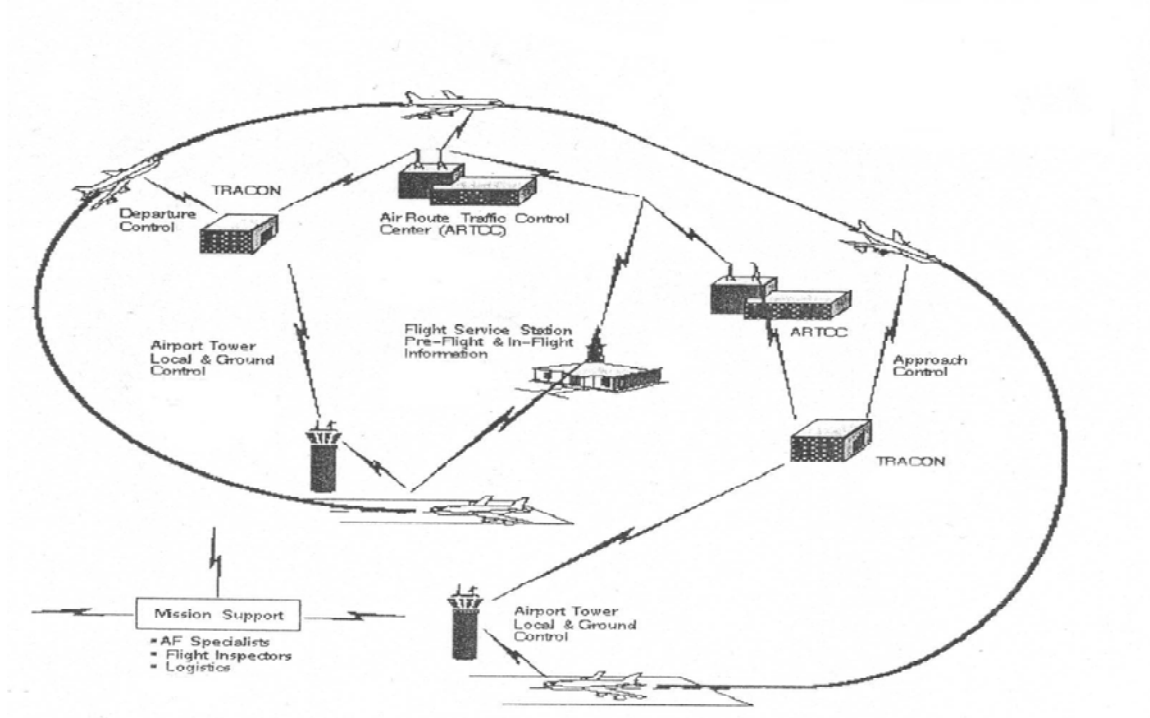 TRACON
Departure
Control
Air Route Traffic Control
Center (ARTCC)
Airport Tower
Local & Ground
Control
Flight Service Station
Pre-Flight & In-Flight
Information
ARTCC
Approach
Control
TRACON
Mission Support
▪ AF Specialists
▪ Flight Inspectors
▪ Logistics
Airport Tower
Local & Ground
Control